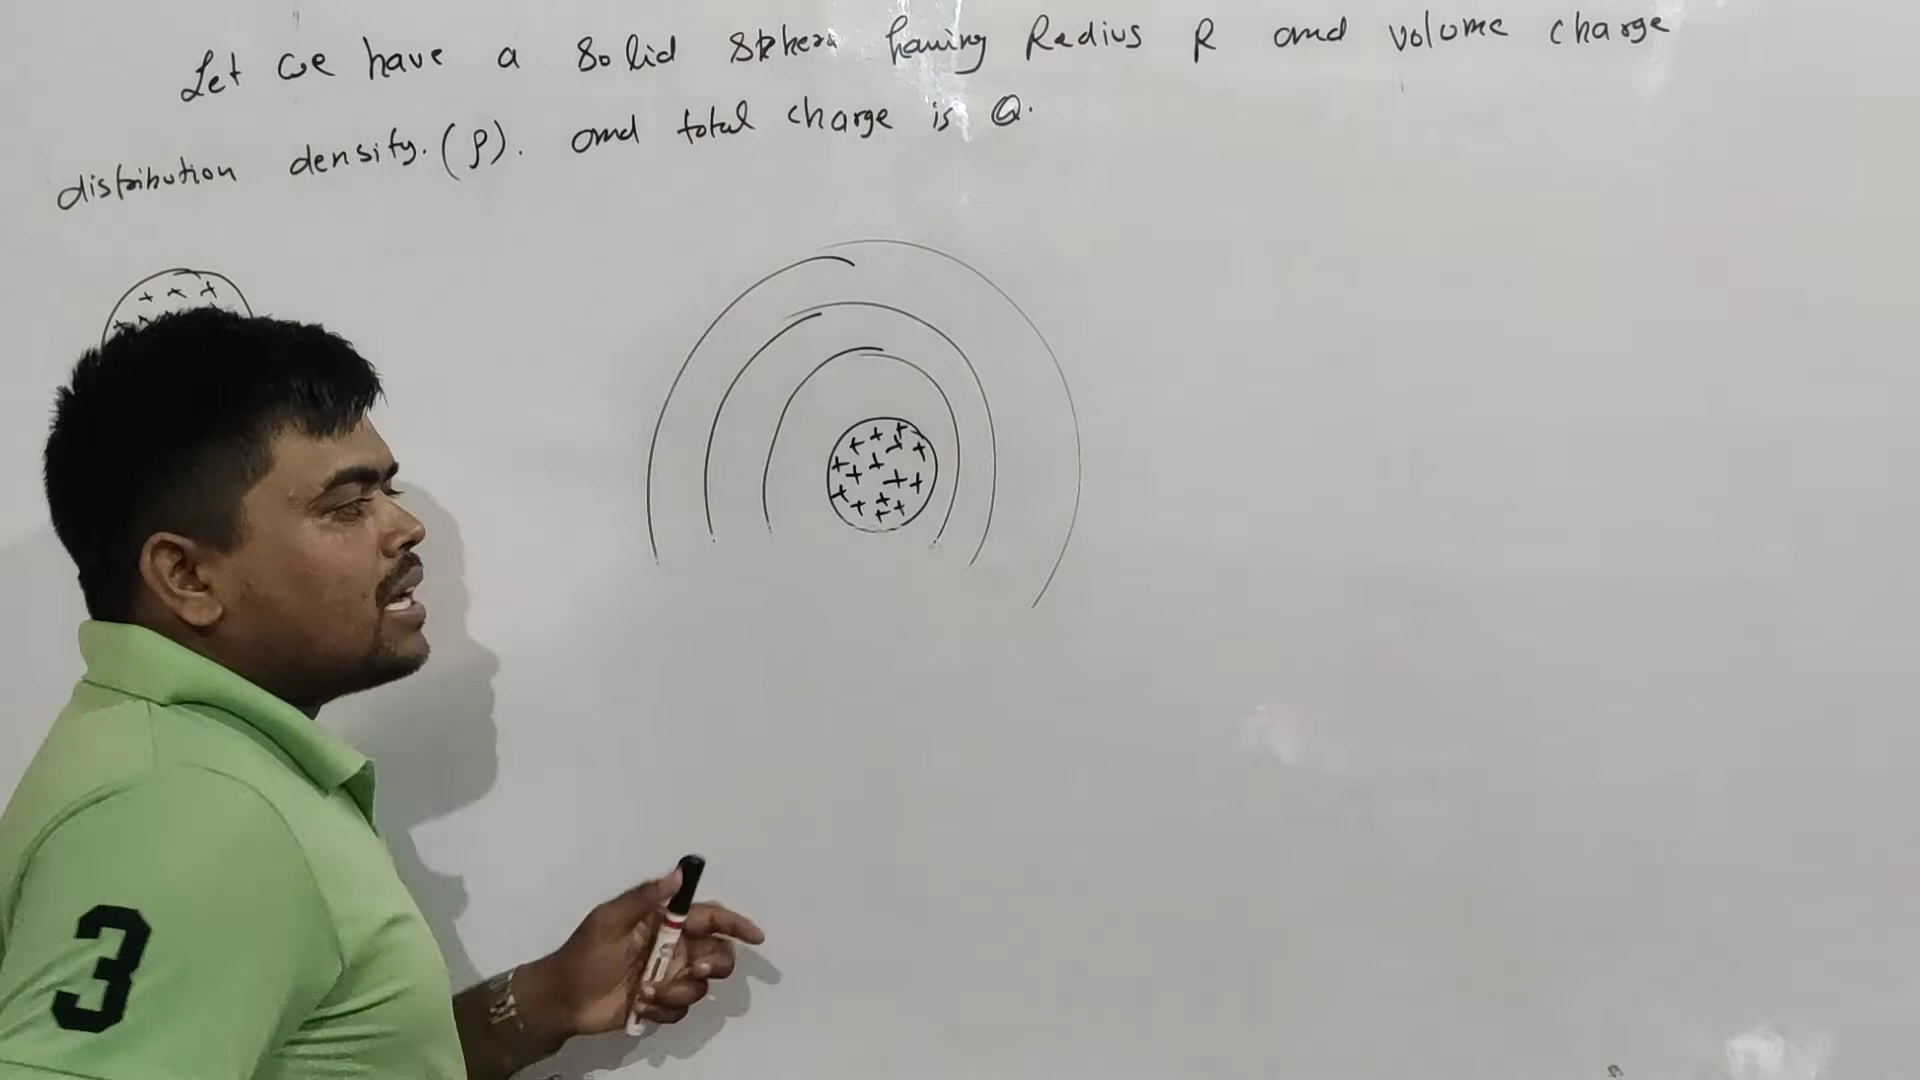 Let we have a Solid Sphere having Radius R and volume charge
distribution density. (ρ). and total charge is Q.
+ + +
3